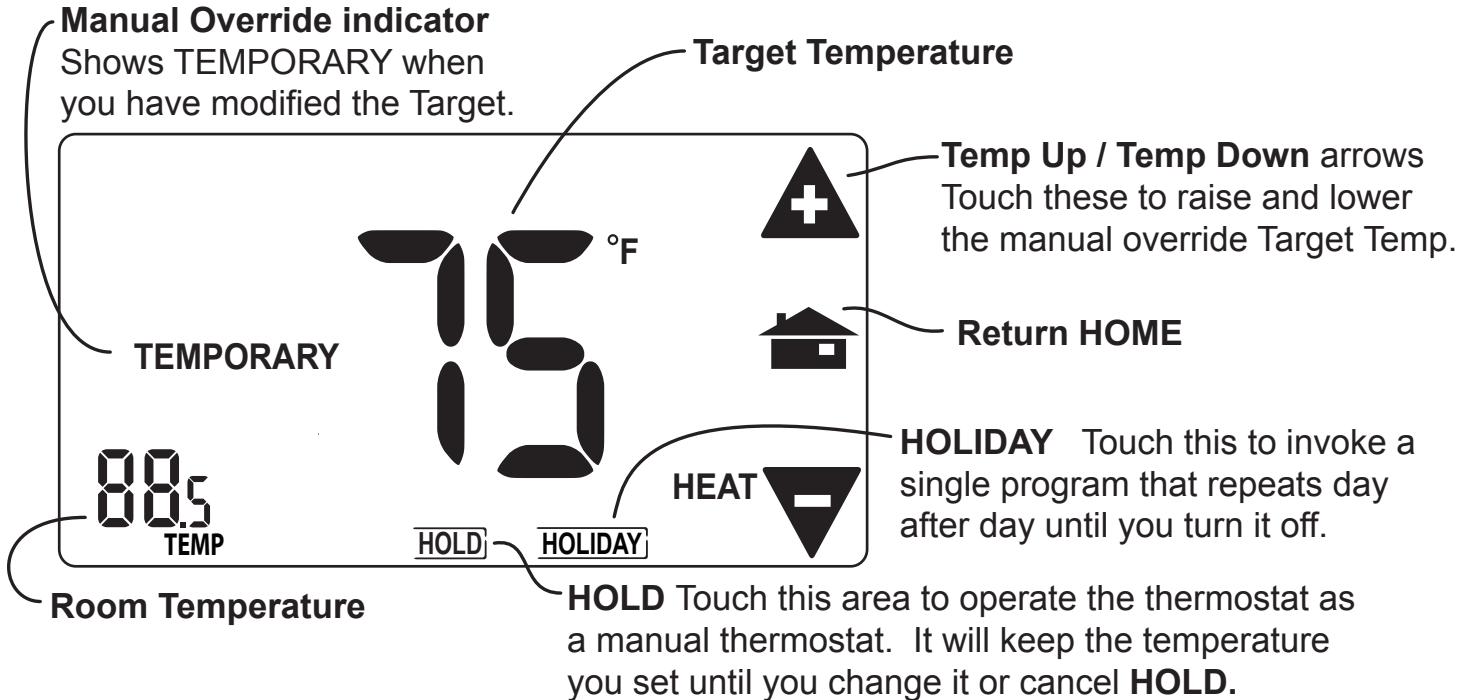 Manual Override indicator
Shows TEMPORARY when
you have modified the Target.
Target Temperature
Temp Up / Temp Down arrows
Touch these to raise and lower
the manual override Target Temp.
75 °F
+
Return HOME
TEMPORARY
HOLIDAY Touch this to invoke a
single program that repeats day
after day until you turn it off.
HEAT
-
88.5
TEMP
HOLD
HOLIDAY
Room Temperature
HOLD Touch this area to operate the thermostat as
a manual thermostat. It will keep the temperature
you set until you change it or cancel HOLD.